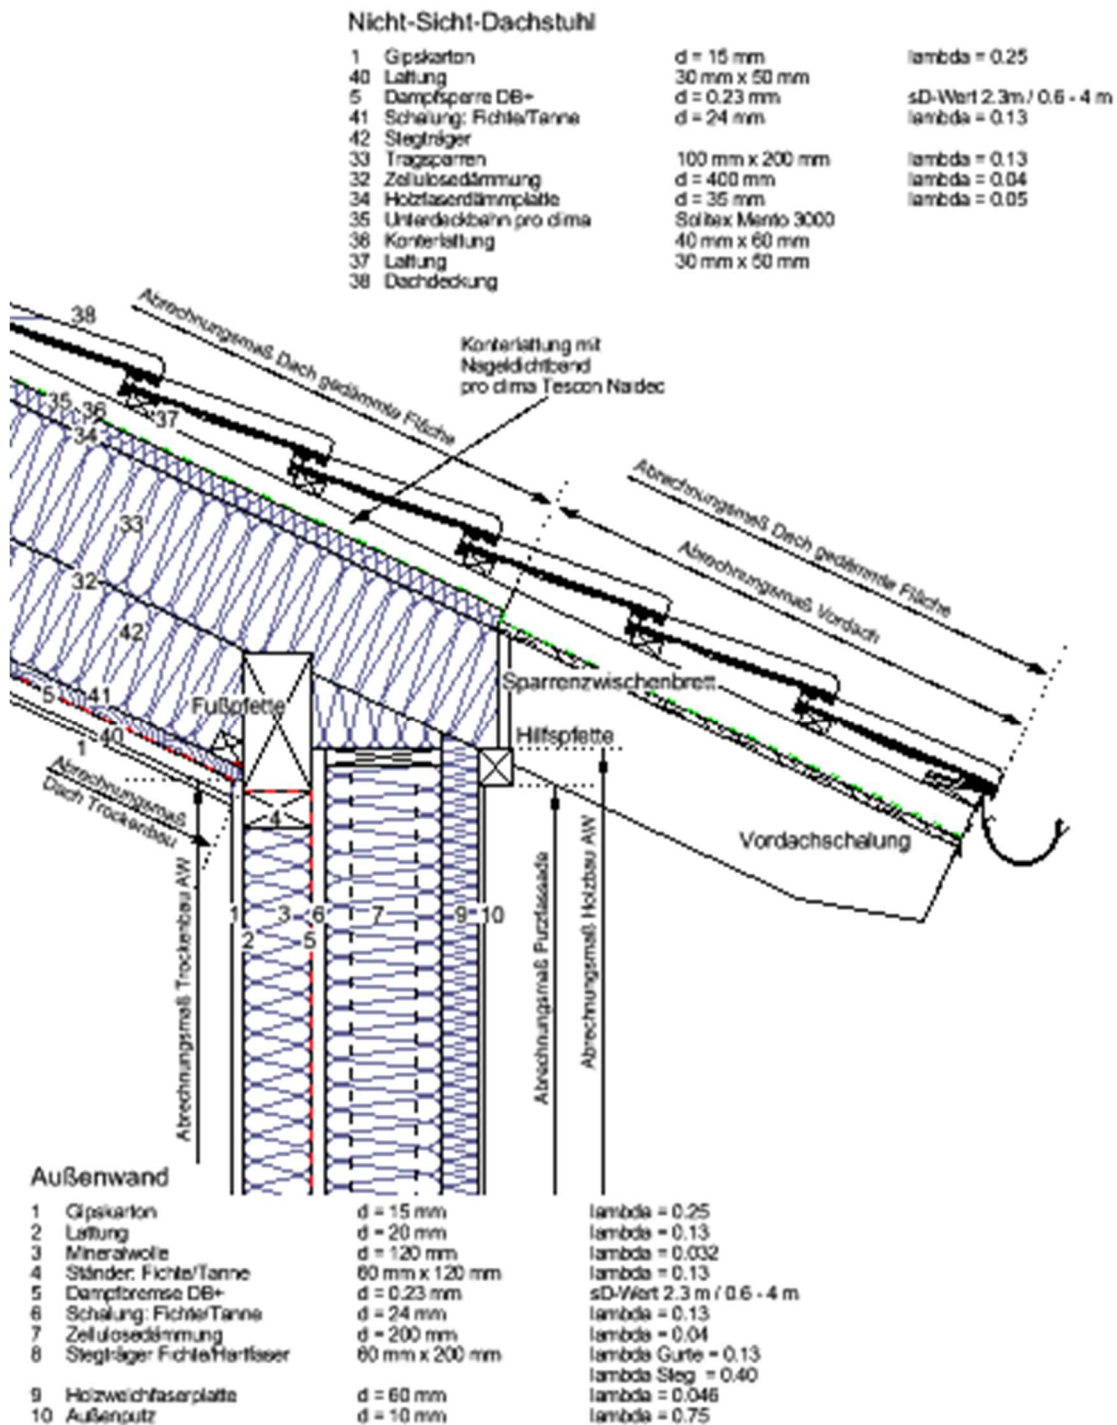 Nicht-Sicht-Dachstuhl
1 Gipskarton d = 15 mm lambda = 0.25
40 Lattung 30 mm x 50 mm
5 Dampfsperre DB+ d = 0.23 mm sD-Wert 2.3m / 0.6 - 4 m
41 Schalung: Fichte/Tanne d = 24 mm lambda = 0.13
42 Stegträger
33 Tragsparren 100 mm x 200 mm lambda = 0.13
32 Zellulosedämmung d = 400 mm lambda = 0.04
34 Holzfaserdämmplatte d = 35 mm lambda = 0.05
35 Unterdeckbahn pro clima Solitex Mento 3000
36 Konterlattung 40 mm x 60 mm
37 Lattung 30 mm x 50 mm
38 Dachdeckung
38
Abrechnungsmaß Dach gedämmte Fläche
Konterlattung mit
Nageldichtband
pro clima Tescon Naidec
35
36
37
34
Abrechnungsmaß Dach gedämmte Fläche
33
Abrechnungsmaß Vordach
32
42
Sparrenzwischenbrett
5
41
Fußpfette
40
1
Hilfspfette
Abrechnungsmaß
Dach Trockenbau
4
Vordachschalung
Abrechnungsmaß Trockenbau AW
1
2
3
5
6
7
9
10
Abrechnungsmaß Putzfassade
Abrechnungsmaß Holzbau AW
Außenwand
1 Gipskarton d = 15 mm lambda = 0.25
2 Lattung d = 20 mm lambda = 0.13
3 Mineralwolle d = 120 mm lambda = 0.032
4 Ständer: Fichte/Tanne 60 mm x 120 mm lambda = 0.13
5 Dampfbremse DB+ d = 0.23 mm sD-Wert 2.3 m / 0.6 - 4 m
6 Schalung: Fichte/Tanne d = 24 mm lambda = 0.13
7 Zellulosedämmung d = 200 mm lambda = 0.04
8 Stegträger Fichte/Hartfaser 60 mm x 200 mm lambda Gurte = 0.13
lambda Steg = 0.40
9 Holzweichfaserplatte d = 60 mm lambda = 0.046
10 Außenputz d = 10 mm lambda = 0.75